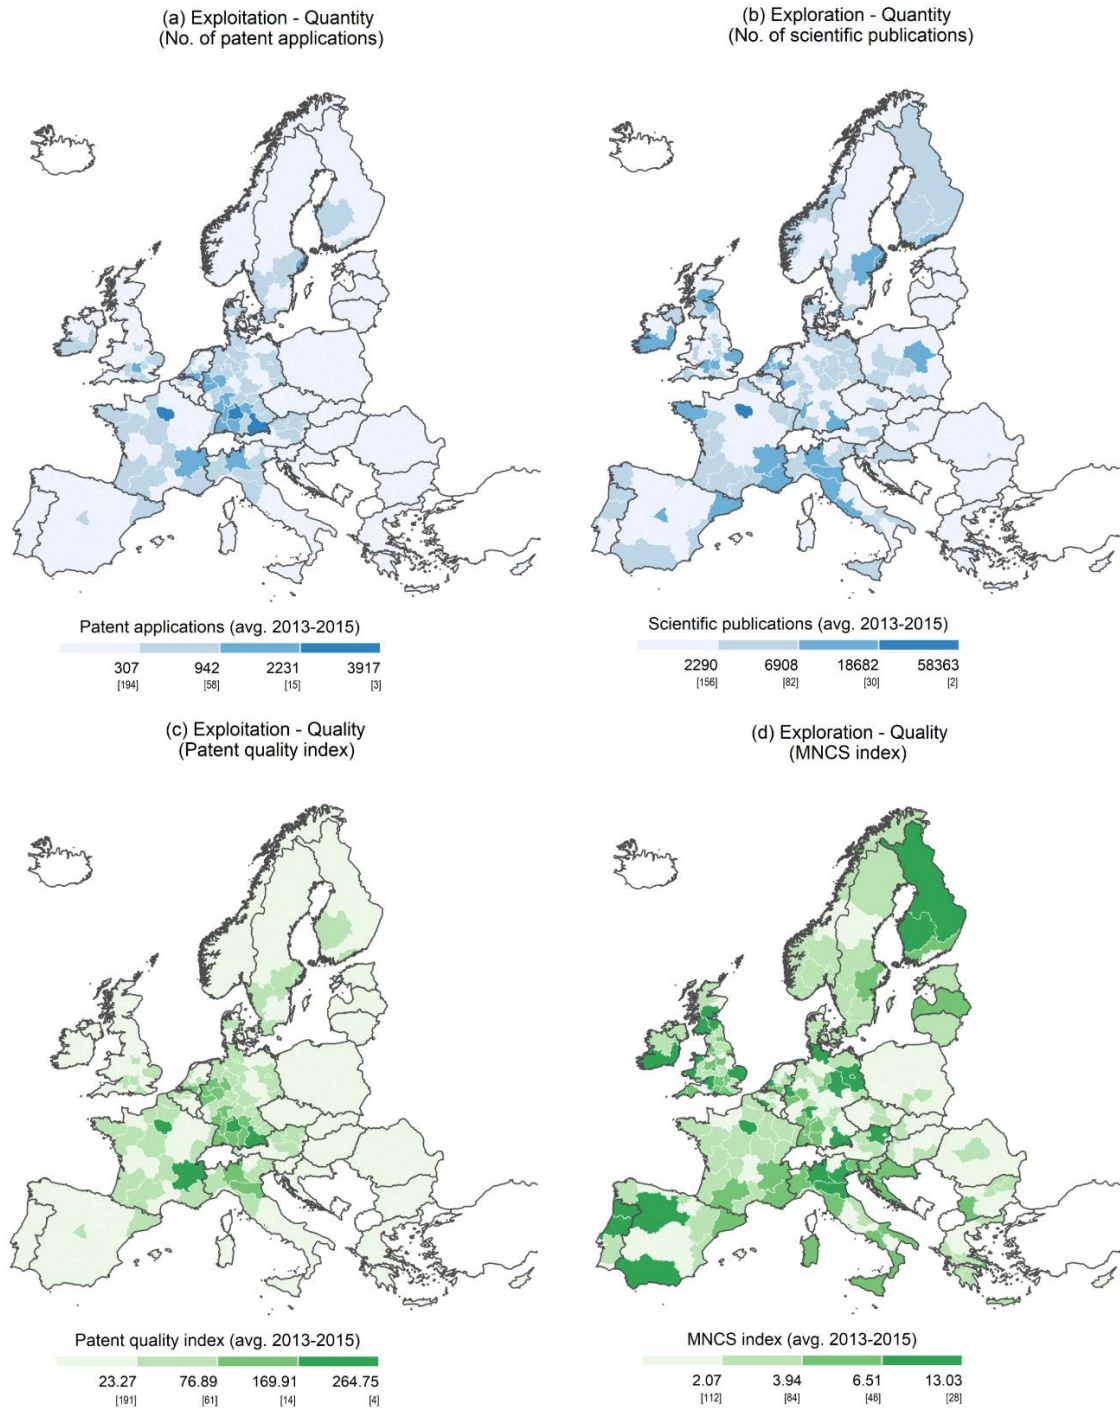 (a) Exploitation - Quantity
(No. of patent applications)
(b) Exploration - Quantity
(No. of scientific publications)
Patent applications (avg. 2013-2015)
307 942 2231 3917
[194] [58] [15] [3]
Scientific publications (avg. 2013-2015)
2290 6908 18682 58363
[156] [82] [30] [2]
(c) Exploitation - Quality
(Patent quality index)
(d) Exploration - Quality
(MNCS index)
Patent quality index (avg. 2013-2015)
23.27 76.89 169.91 264.75
[191] [61] [14] [4]
MNCS index (avg. 2013-2015)
2.07 3.94 6.51 13.03
[112] [84] [46] [28]